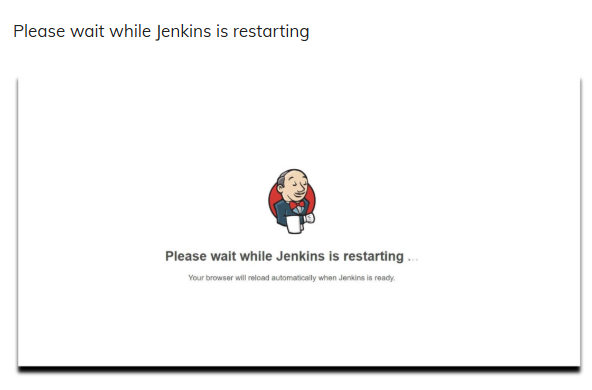 Please wait while Jenkins is restarting
Please wait while Jenkins is restarting ...
Your browser will reload automatically when Jenkins is ready.